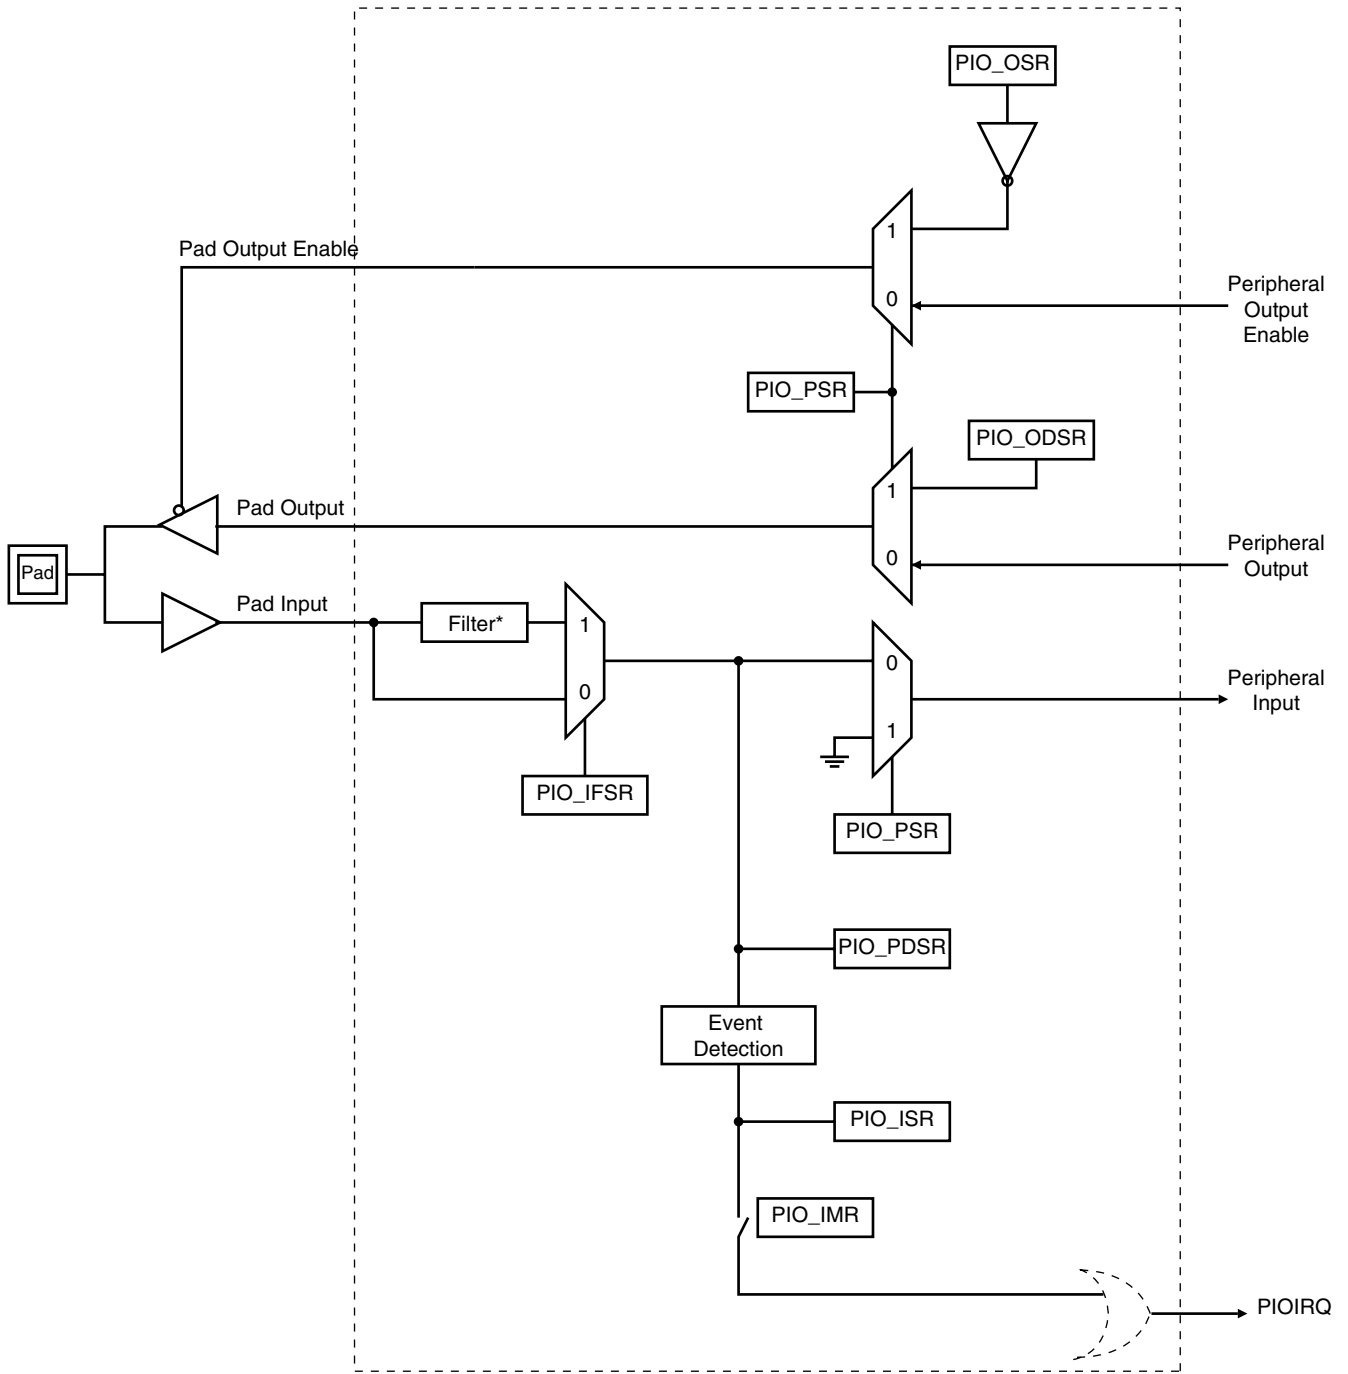 PIO_OSR
1
Pad Output Enable
0
Peripheral
Output
Enable
PIO_PSR
PIO_ODSR
1
Pad Output
0
Peripheral
Output
Pad
Pad Input
Filter*
1
0
PIO_IFSR
0
1
Peripheral
Input
PIO_PSR
PIO_PDSR
Event
Detection
PIO_ISR
PIO_IMR
PIOIRQ